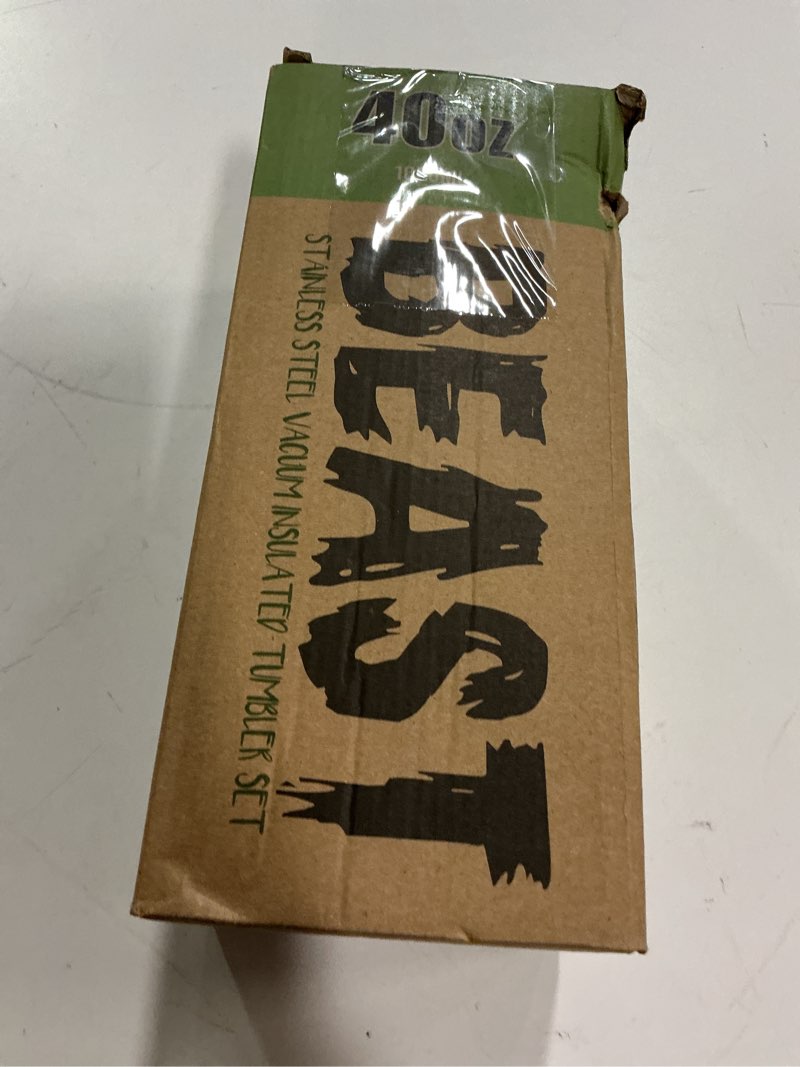 40oz
BEAST
STAINLESS STEEL VACUUM INSULATED TUMBLER SET